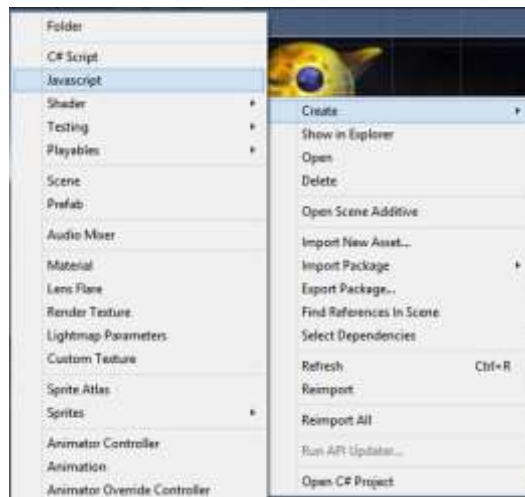 Folder
C# Script
Javascript
Shader
Testing
Playables
Scene
Prefab
Audio Mixer
Material
Lens Flare
Render Texture
Lightmap Parameters
Custom Texture
Sprite Atlas
Sprites
Animator Controller
Animation
Animator Override Controller
Create
Show in Explorer
Open
Delete
Open Scene Additive
Import New Asset...
Import Package
Export Package...
Find References In Scene
Select Dependencies
Refresh Ctrl+R
Reimport
Reimport All
Run API Updater...
Open C# Project